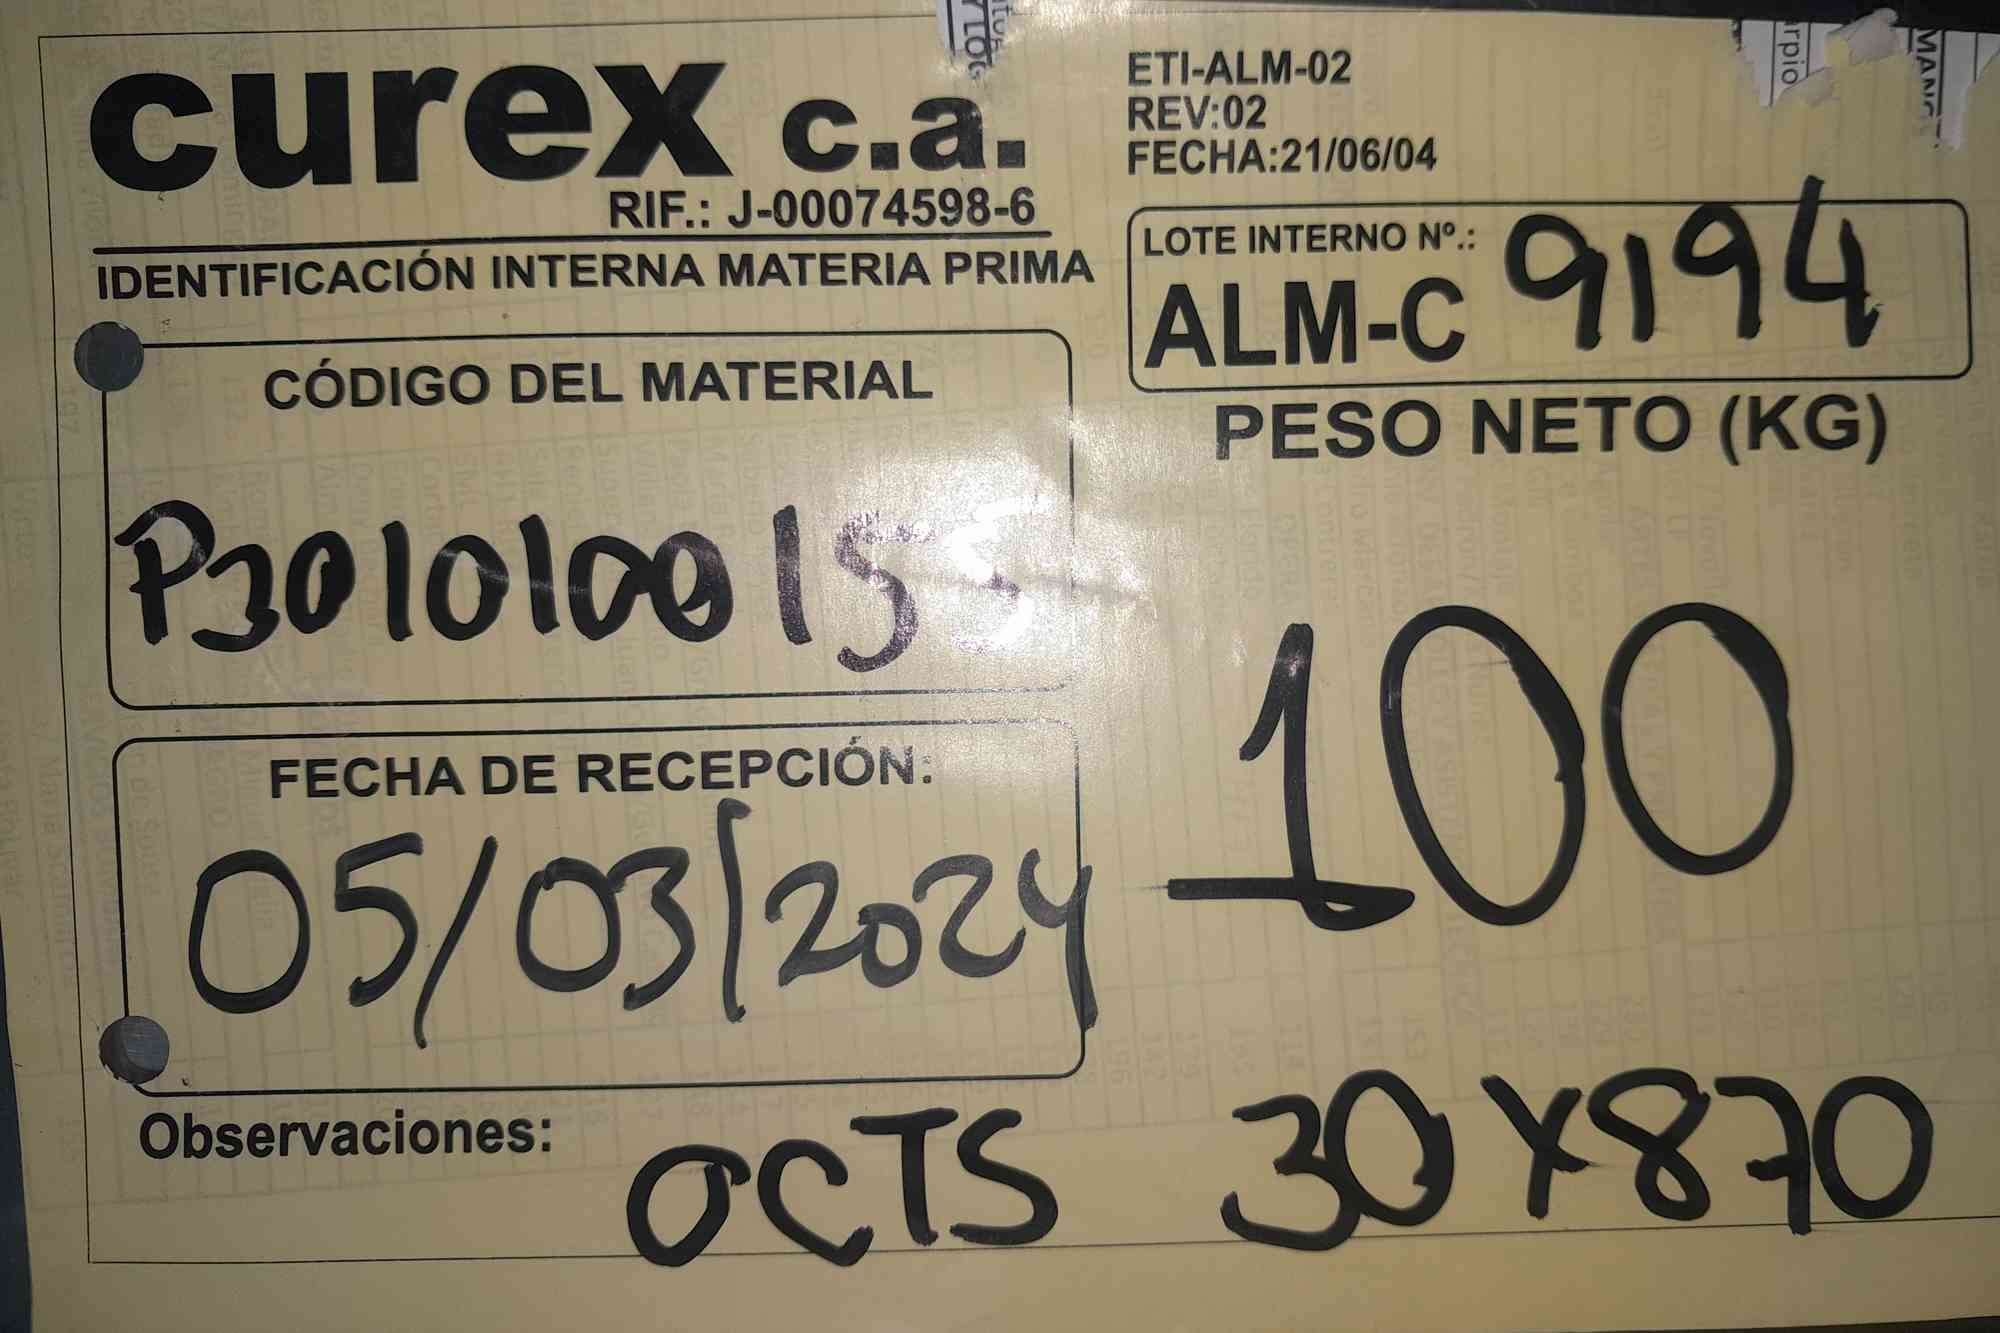 curex c.a.
RIF.: J-00074598-6
IDENTIFICACIÓN INTERNA MATERIA PRIMA
ETI-ALM-02
REV:02
FECHA:21/06/04
LOTE INTERNO Nº.:
ALM-C 9194
CÓDIGO DEL MATERIAL
PESO NETO (KG)
100
FECHA DE RECEPCIÓN:
05/03/2024
Observaciones: OCTS 30x870